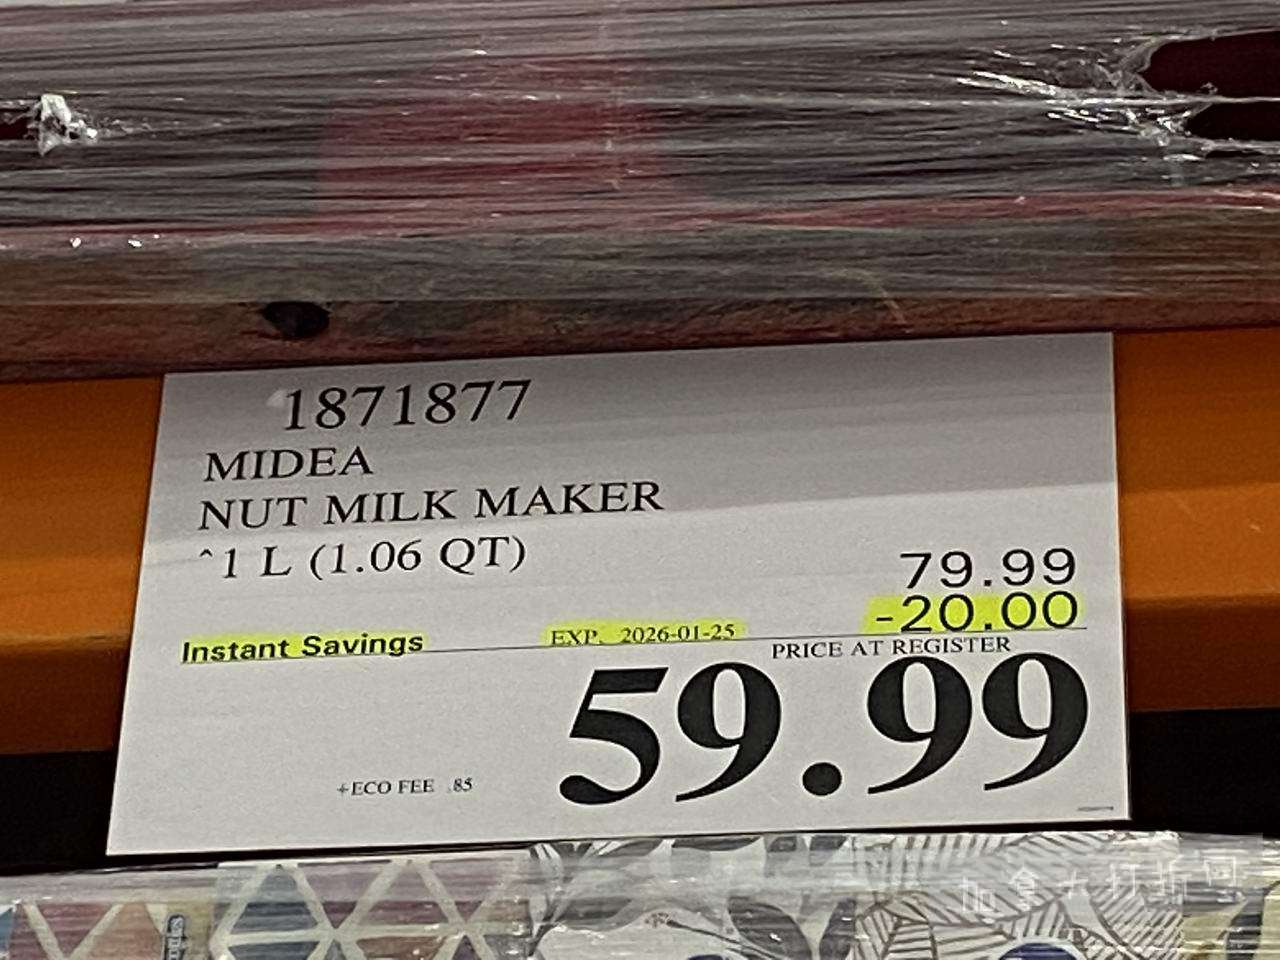 1871877
MIDEA
NUT MILK MAKER
^1 L (1.06 QT)
79.99
-20.00
Instant Savings EXP. 2026-01-25
PRICE AT REGISTER
59.99
+ECO FEE .85
加拿大打折网